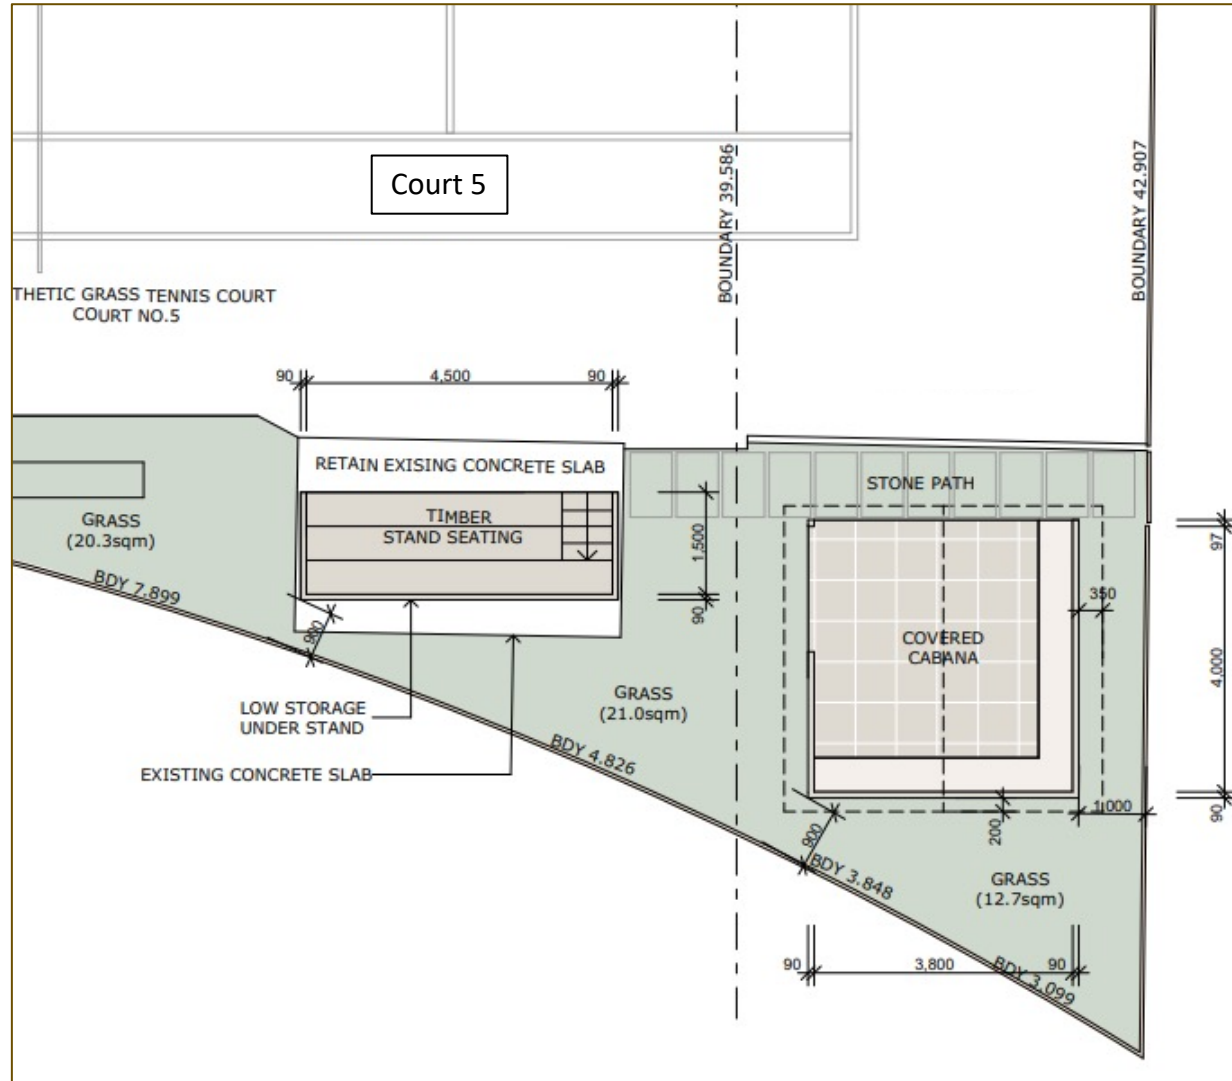 Court 5
BOUNDARY 39.586
BOUNDARY 42.907
THETIC GRASS TENNIS COURT
COURT NO.5
90
4,500
90
RETAIN EXISING CONCRETE SLAB
STONE PATH
TIMBER
STAND SEATING
GRASS
(20.3sqm)
1,500
90
97
350
BDY 7.899
900
COVERED
CABANA
4,000
GRASS
(21.0sqm)
LOW STORAGE
UNDER STAND
BDY 4.826
EXISTING CONCRETE SLAB
1,000
90
200
900
BDY 3.848
GRASS
(12.7sqm)
90
3,800
90
BDY 3.099